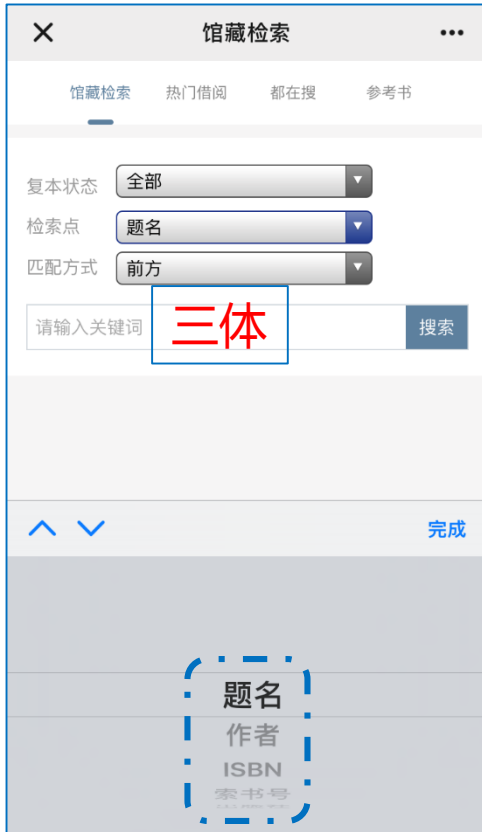 馆藏检索
馆藏检索 热门借阅 都在搜 参考书
复本状态 全部
检索点 题名
匹配方式 前方
请输入关键词 三体 搜索
完成
题名
作者
ISBN
索书号